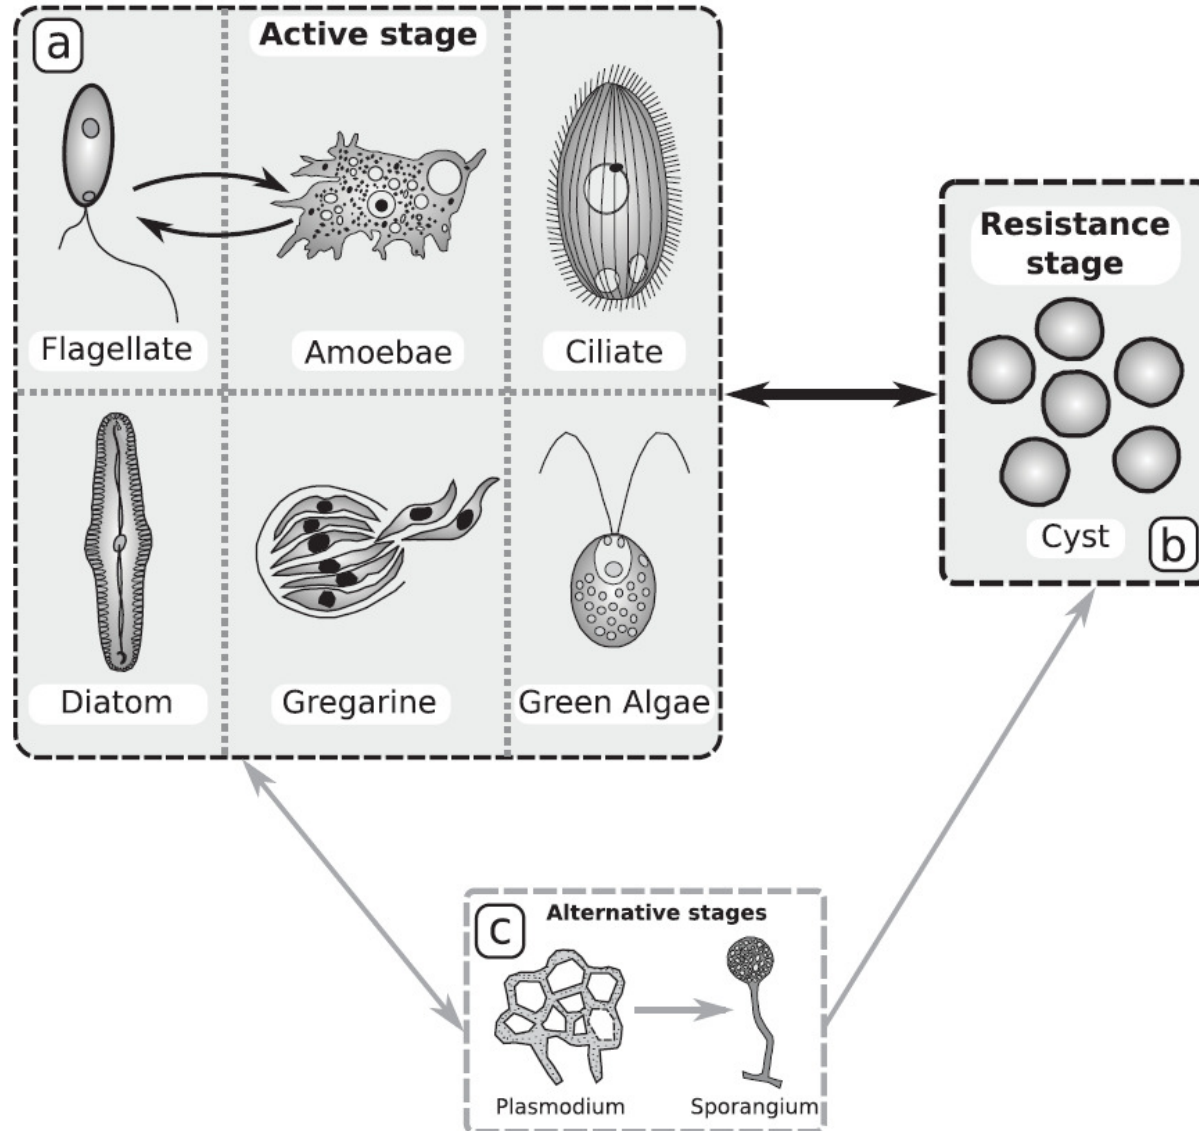 a
Active stage
Flagellate
Amoebae
Ciliate
Diatom
Gregarine
Green Algae
Resistance
stage
Cyst
b
c
Alternative stages
Plasmodium
Sporangium